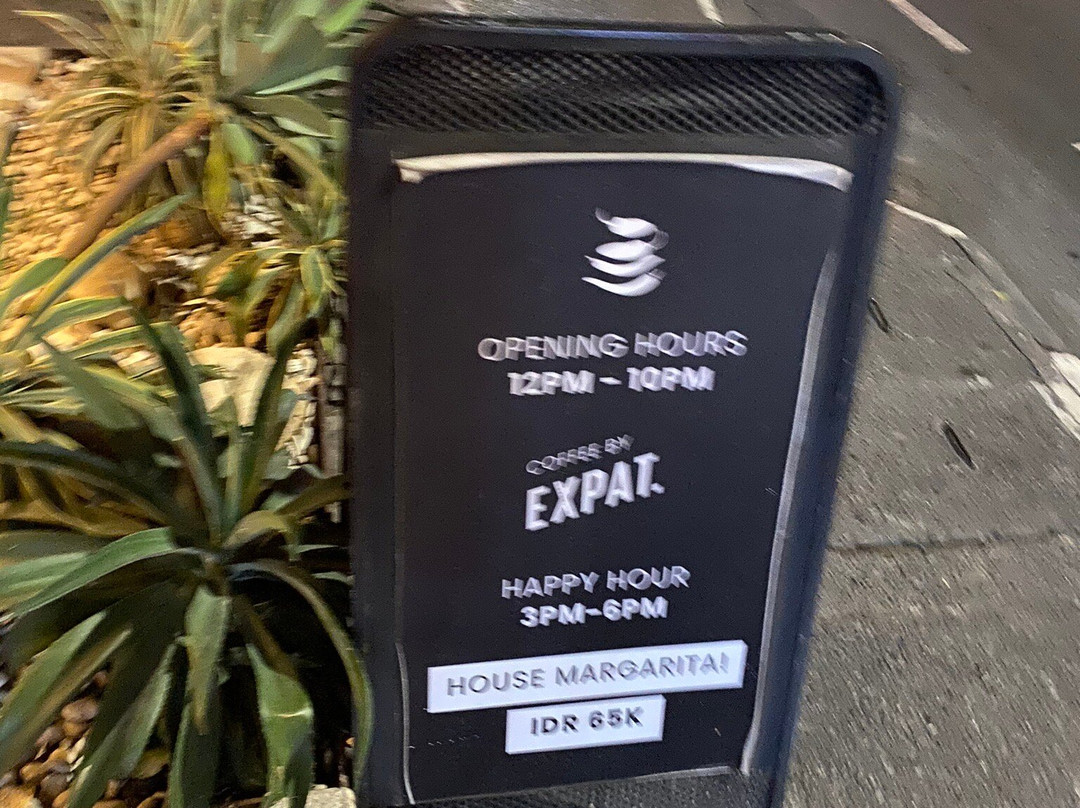 OPENING HOURS
12PM - 10PM
COFFEE BY
EXPAT.
HAPPY HOUR
3PM-6PM
HOUSE MARGARITA!
IDR 65K